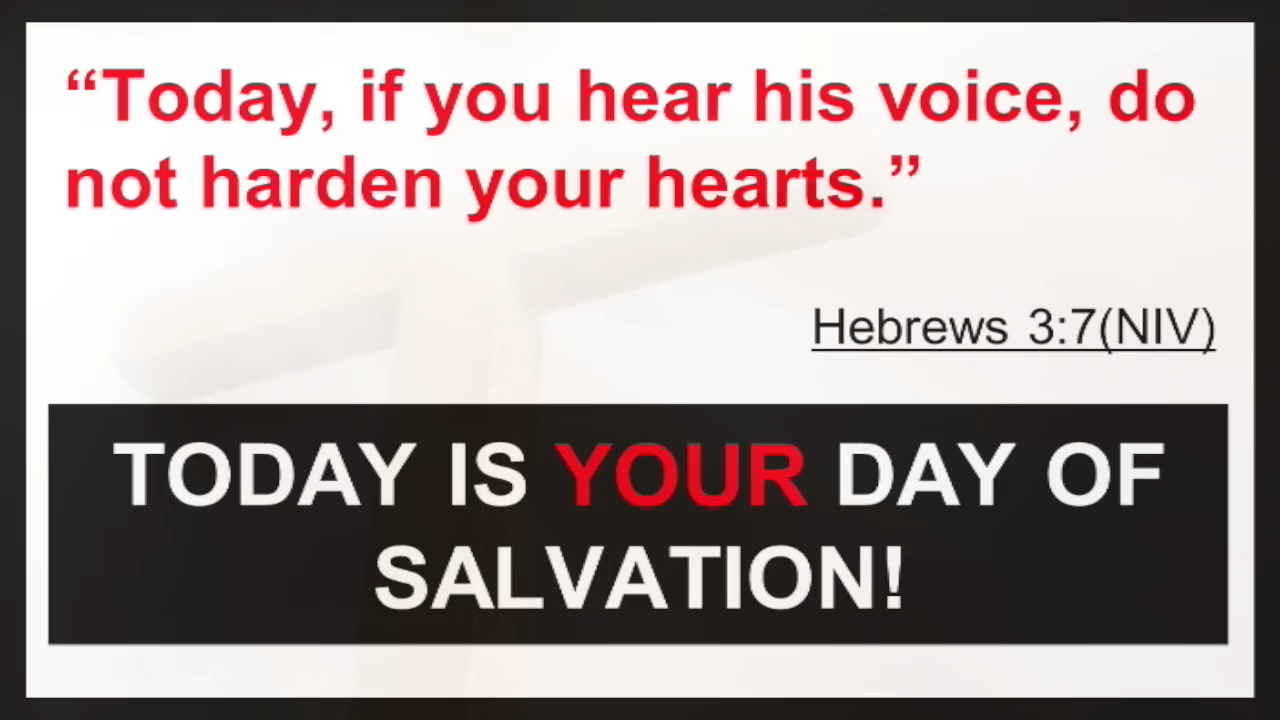 “Today, if you hear his voice, do
not harden your hearts.”
Hebrews 3:7(NIV)
TODAY IS YOUR DAY OF
SALVATION!